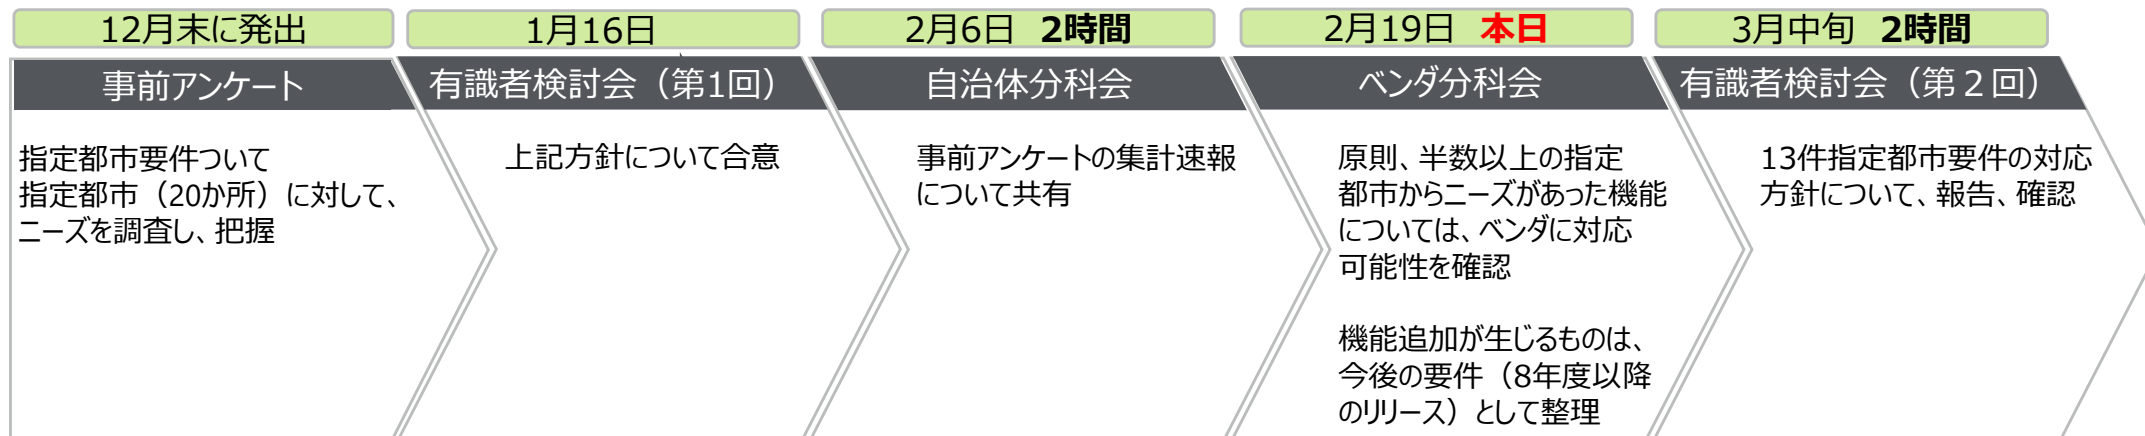 12月末に発出
事前アンケート
指定都市要件ついて
指定都市（20か所）に対して、
ニーズを調査し、把握
1月16日
有識者検討会（第1回）
上記方針について合意
2月6日 2時間
自治体分科会
事前アンケートの集計速報
について共有
2月19日 本日
ベンダ分科会
原則、半数以上の指定
都市からニーズがあった機能
については、ベンダに対応
可能性を確認
機能追加が生じるものは、
今後の要件（8年度以降
のリリース）として整理
3月中旬 2時間
有識者検討会（第２回）
13件指定都市要件の対応
方針について、報告、確認